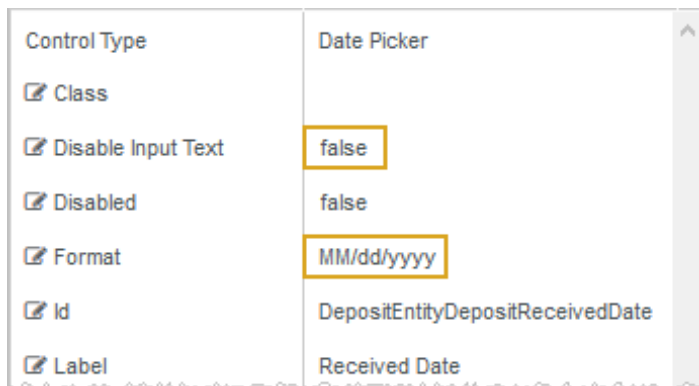 Control Type Date Picker
Class
Disable Input Text false
Disabled false
Format MM/dd/yyyy
Id DepositEntityDepositReceivedDate
Label Received Date